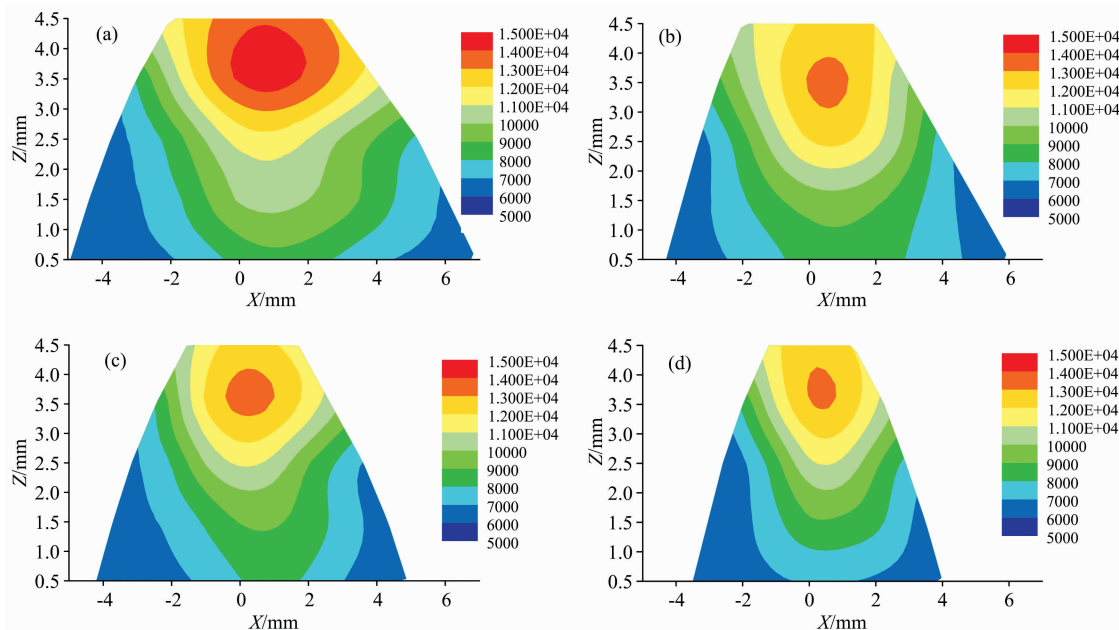 (a)
4.5
4.0
3.5
3.0
2.5
2.0
1.5
1.0
0.5
Z/mm
-4
-2
0
2
4
6
X/mm
1.500E+04
1.400E+04
1.300E+04
1.200E+04
1.100E+04
10000
9000
8000
7000
6000
5000
(b)
4.5
4.0
3.5
3.0
2.5
2.0
1.5
1.0
0.5
Z/mm
-4
-2
0
2
4
6
X/mm
1.500E+04
1.400E+04
1.300E+04
1.200E+04
1.100E+04
10000
9000
8000
7000
6000
5000
(c)
4.5
4.0
3.5
3.0
2.5
2.0
1.5
1.0
0.5
Z/mm
-4
-2
0
2
4
6
X/mm
1.500E+04
1.400E+04
1.300E+04
1.200E+04
1.100E+04
10000
9000
8000
7000
6000
5000
(d)
4.5
4.0
3.5
3.0
2.5
2.0
1.5
1.0
0.5
Z/mm
-4
-2
0
2
4
6
X/mm
1.500E+04
1.400E+04
1.300E+04
1.200E+04
1.100E+04
10000
9000
8000
7000
6000
5000